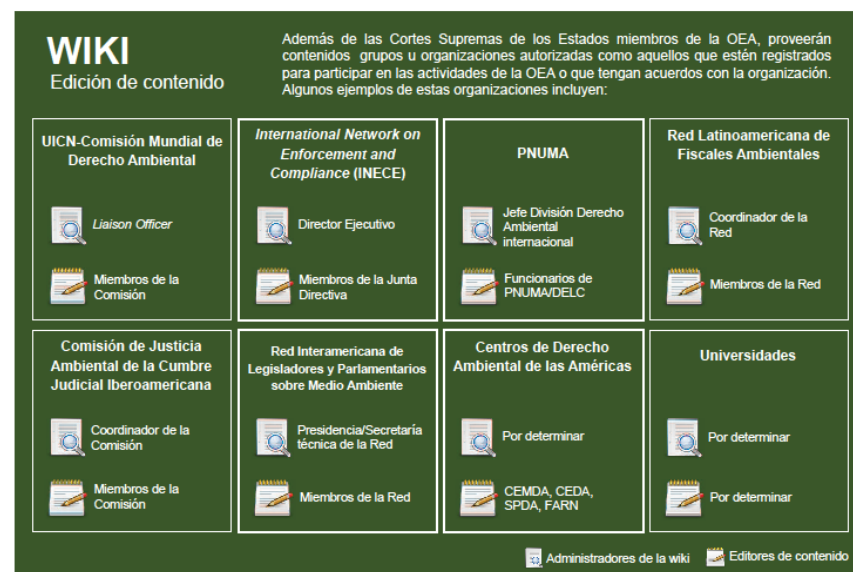 WIKI
Edición de contenido
Además de las Cortes Supremas de los Estados miembros de la OEA, proveerán
contenidos grupos u organizaciones autorizadas como aquellos que estén registrados
para participar en las actividades de la OEA o que tengan acuerdos con la organización.
Algunos ejemplos de estas organizaciones incluyen:
UICN-Comisión Mundial de
Derecho Ambiental
Liaison Officer
Miembros de la
Comisión
International Network on
Enforcement and
Compliance (INECE)
Director Ejecutivo
Miembros de la Junta
Directiva
PNUMA
Jefe División Derecho
Ambiental
internacional
Funcionarios de
PNUMA/DELC
Red Latinoamericana de
Fiscales Ambientales
Coordinador de la
Red
Miembros de la Red
Comisión de Justicia
Ambiental de la Cumbre
Judicial Iberoamericana
Coordinador de la
Comisión
Miembros de la
Comisión
Red Interamericana de
Legisladores y Parlamentarios
sobre Medio Ambiente
Presidencia/Secretaría
técnica de la Red
Miembros de la Red
Centros de Derecho
Ambiental de las Américas
Por determinar
CEMDA, CEDA,
SPDA, FARN
Universidades
Por determinar
Por determinar
Administradores de la wiki
Editores de contenido